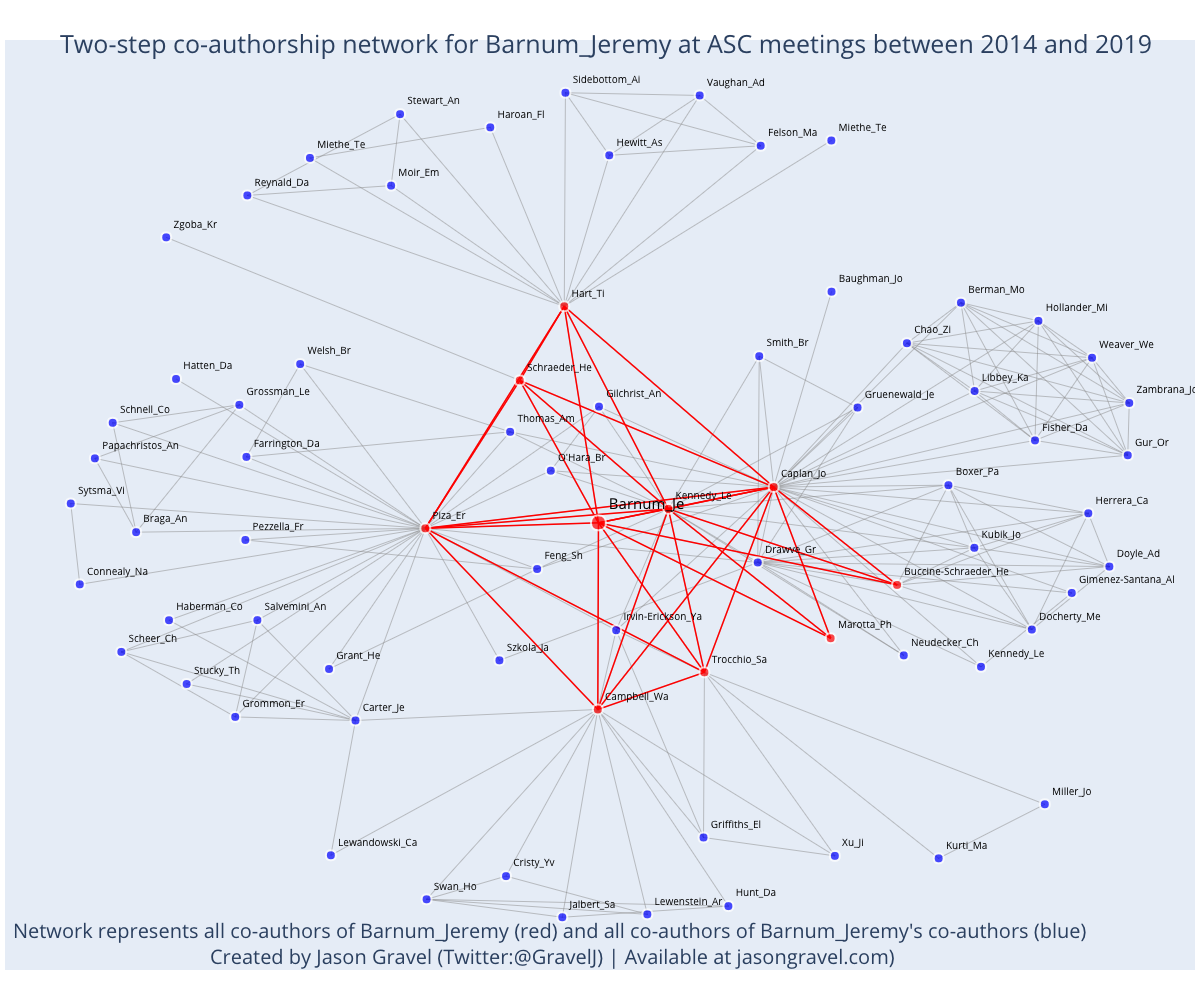 Two-step co-authorship network for Barnum_Jeremy at ASC meetings between 2014 and 2019
Sidebottom_Ai
Vaughan_Ad
Stewart_An
Haroan_Fl
Miethe_Te
Felson_Ma
Hewitt_As
Miethe_Te
Moir_Em
Reynald_Da
Zgoba_Kr
Baughman_Jo
Hart_Ti
Berman_Mo
Hollander_Mi
Chao_Zi
Smith_Br
Weaver_We
Welsh_Br
Hatten_Da
Schraeder_He
Libbey_Ka
Grossman_Le
Gilchrist_An
Gruenewald_Je
Zambrana_Jo
Schnell_Co
Thomas_Am
Fisher_Da
Papachristos_An
Farrington_Da
Gur_Or
O'Hara_Br
Caplan_Jo
Boxer_Pa
Sytsma_Vi
Kennedy_Le
Herrera_Ca
Barnum_Je
Piza_Er
Braga_An
Pezzella_Fr
Kubik_Jo
Feng_Sh
Drawve_Gr
Doyle_Ad
Connealy_Na
Buccine-Schraeder_He
Gimenez-Santana_Al
Haberman_Co
Salvemini_An
Irvin-Erickson_Ya
Docherty_Me
Marotta_Ph
Scheer_Ch
Grant_He
Szkola_Ja
Neudecker_Ch
Kennedy_Le
Stucky_Th
Trocchio_Sa
Grommon_Er
Carter_Je
Campbell_Wa
Miller_Jo
Griffiths_El
Lewandowski_Ca
Xu_Ji
Kurti_Ma
Cristy_Yv
Swan_Ho
Hunt_Da
Jalbert_Sa
Lewenstein_Ar
Network represents all co-authors of Barnum_Jeremy (red) and all co-authors of Barnum_Jeremy's co-authors (blue)
Created by Jason Gravel (Twitter:@GravelJ) | Available at jasongravel.com)